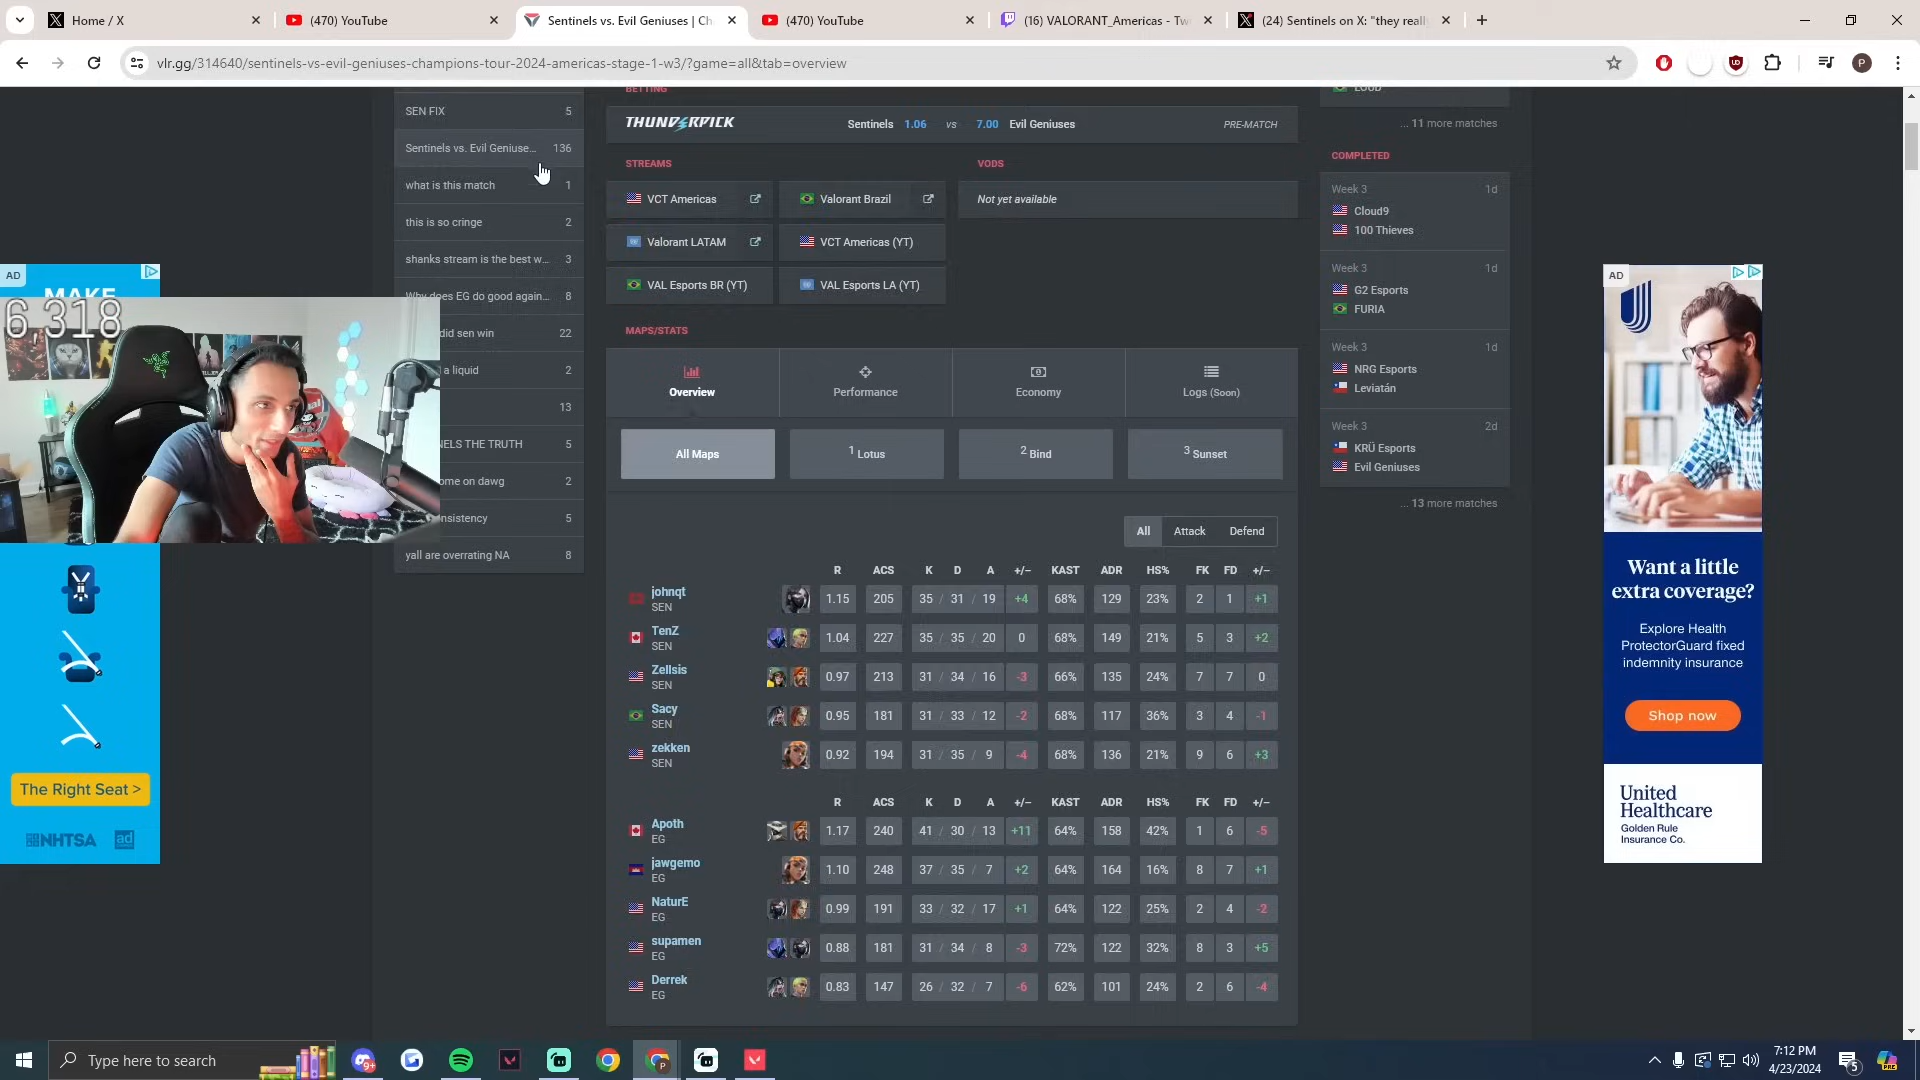 Home / X
(470) YouTube
Sentinels vs. Evil Geniuses | Ch
(470) YouTube
(16) VALORANT_Americas - Tw
(24) Sentinels on X: "they really
vlr.gg/314640/sentinels-vs-evil-geniuses-champions-tour-2024-americas-stage-1-w3/?game=all&tab=overview
P
SEN FIX 5
Sentinels vs. Evil Geniuse... 136
what is this match 1
this is so cringe 2
shanks stream is the best w... 3
Why does EG do good again... 8
did sen win 22
a liquid 2
13
NELS THE TRUTH 5
ome on dawg 2
nsistency 5
yall are overrating NA 8
BETTING
THUNDERPICK Sentinels 1.06 vs 7.00 Evil Geniuses PRE-MATCH
STREAMS VODS
VCT Americas Valorant Brazil Not yet available
Valorant LATAM VCT Americas (YT)
VAL Esports BR (YT) VAL Esports LA (YT)
MAPS/STATS
Overview Performance Economy Logs (Soon)
All Maps 1 Lotus 2 Bind 3 Sunset
All Attack Defend
R ACS K D A +/– KAST ADR HS% FK FD +/–
johnqt SEN 1.15 205 35 / 31 / 19 +4 68% 129 23% 2 1 +1
TenZ SEN 1.04 227 35 / 35 / 20 0 68% 149 21% 5 3 +2
Zellsis SEN 0.97 213 31 / 34 / 16 -3 66% 135 24% 7 7 0
Sacy SEN 0.95 181 31 / 33 / 12 -2 68% 117 36% 3 4 -1
zekken SEN 0.92 194 31 / 35 / 9 -4 68% 136 21% 9 6 +3
R ACS K D A +/– KAST ADR HS% FK FD +/–
Apoth EG 1.17 240 41 / 30 / 13 +11 64% 158 42% 1 6 -5
jawgemo EG 1.10 248 37 / 35 / 7 +2 64% 164 16% 8 7 +1
NaturE EG 0.99 191 33 / 32 / 17 +1 64% 122 25% 2 4 -2
supamen EG 0.88 181 31 / 34 / 8 -3 72% 122 32% 8 3 +5
Derrek EG 0.83 147 26 / 32 / 7 -6 62% 101 24% 2 6 -4
LOUD
... 11 more matches
COMPLETED
Week 3 1d
Cloud9
100 Thieves
Week 3 1d
G2 Esports
FURIA
Week 3 1d
NRG Esports
Leviatán
Week 3 2d
KRÜ Esports
Evil Geniuses
... 13 more matches
AD
MAKE
6 318
The Right Seat >
NHTSA ad
AD
Want a little
extra coverage?
Explore Health
ProtectorGuard fixed
indemnity insurance
Shop now
United
Healthcare
Golden Rule
Insurance Co.
Type here to search
9+
7:12 PM
4/23/2024
5
PRE